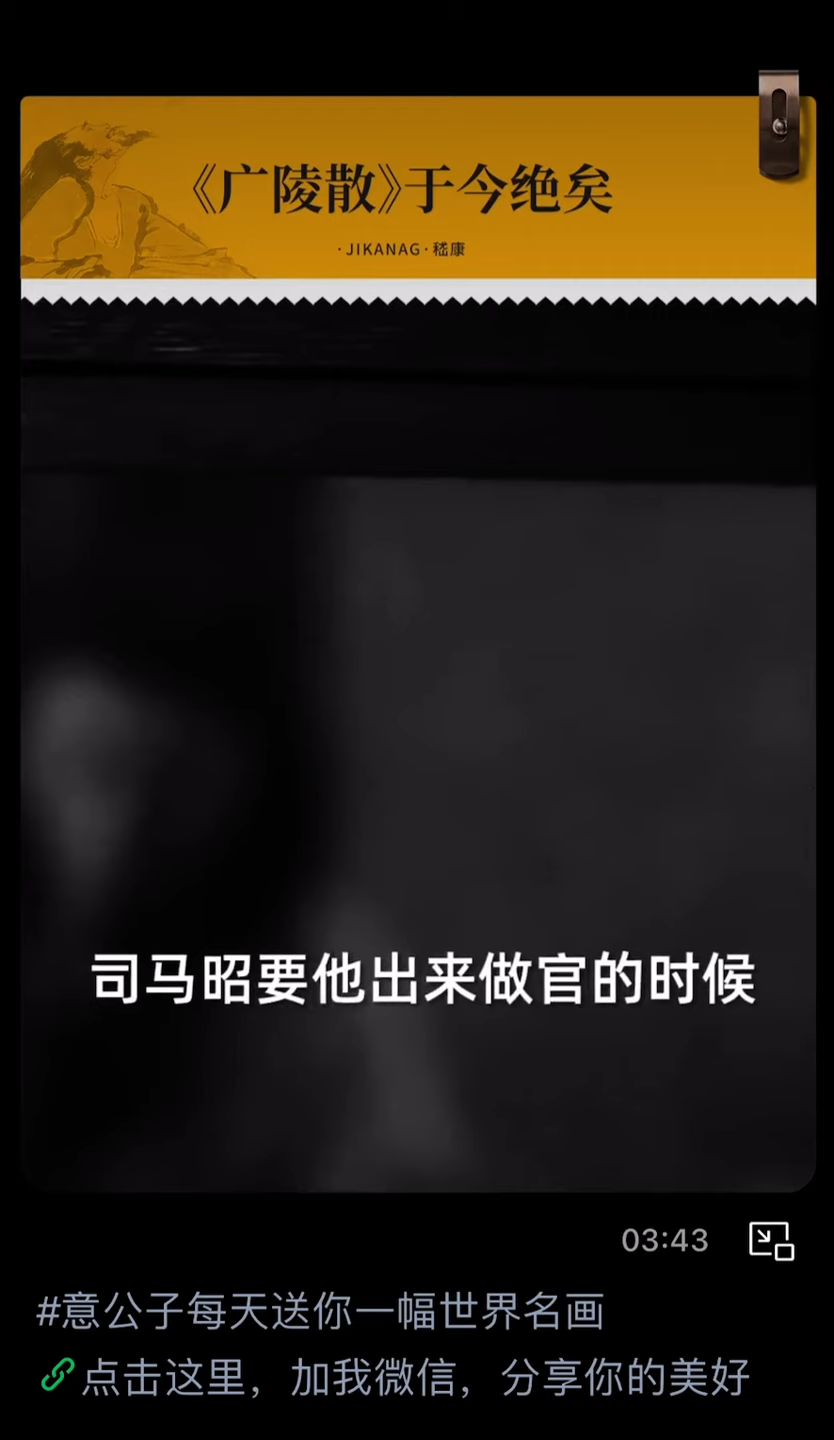 《广陵散》于今绝矣
·JIKANAG·嵇康
司马昭要他出来做官的时候
03:43
#意公子每天送你一幅世界名画
点击这里，加我微信，分享你的美好